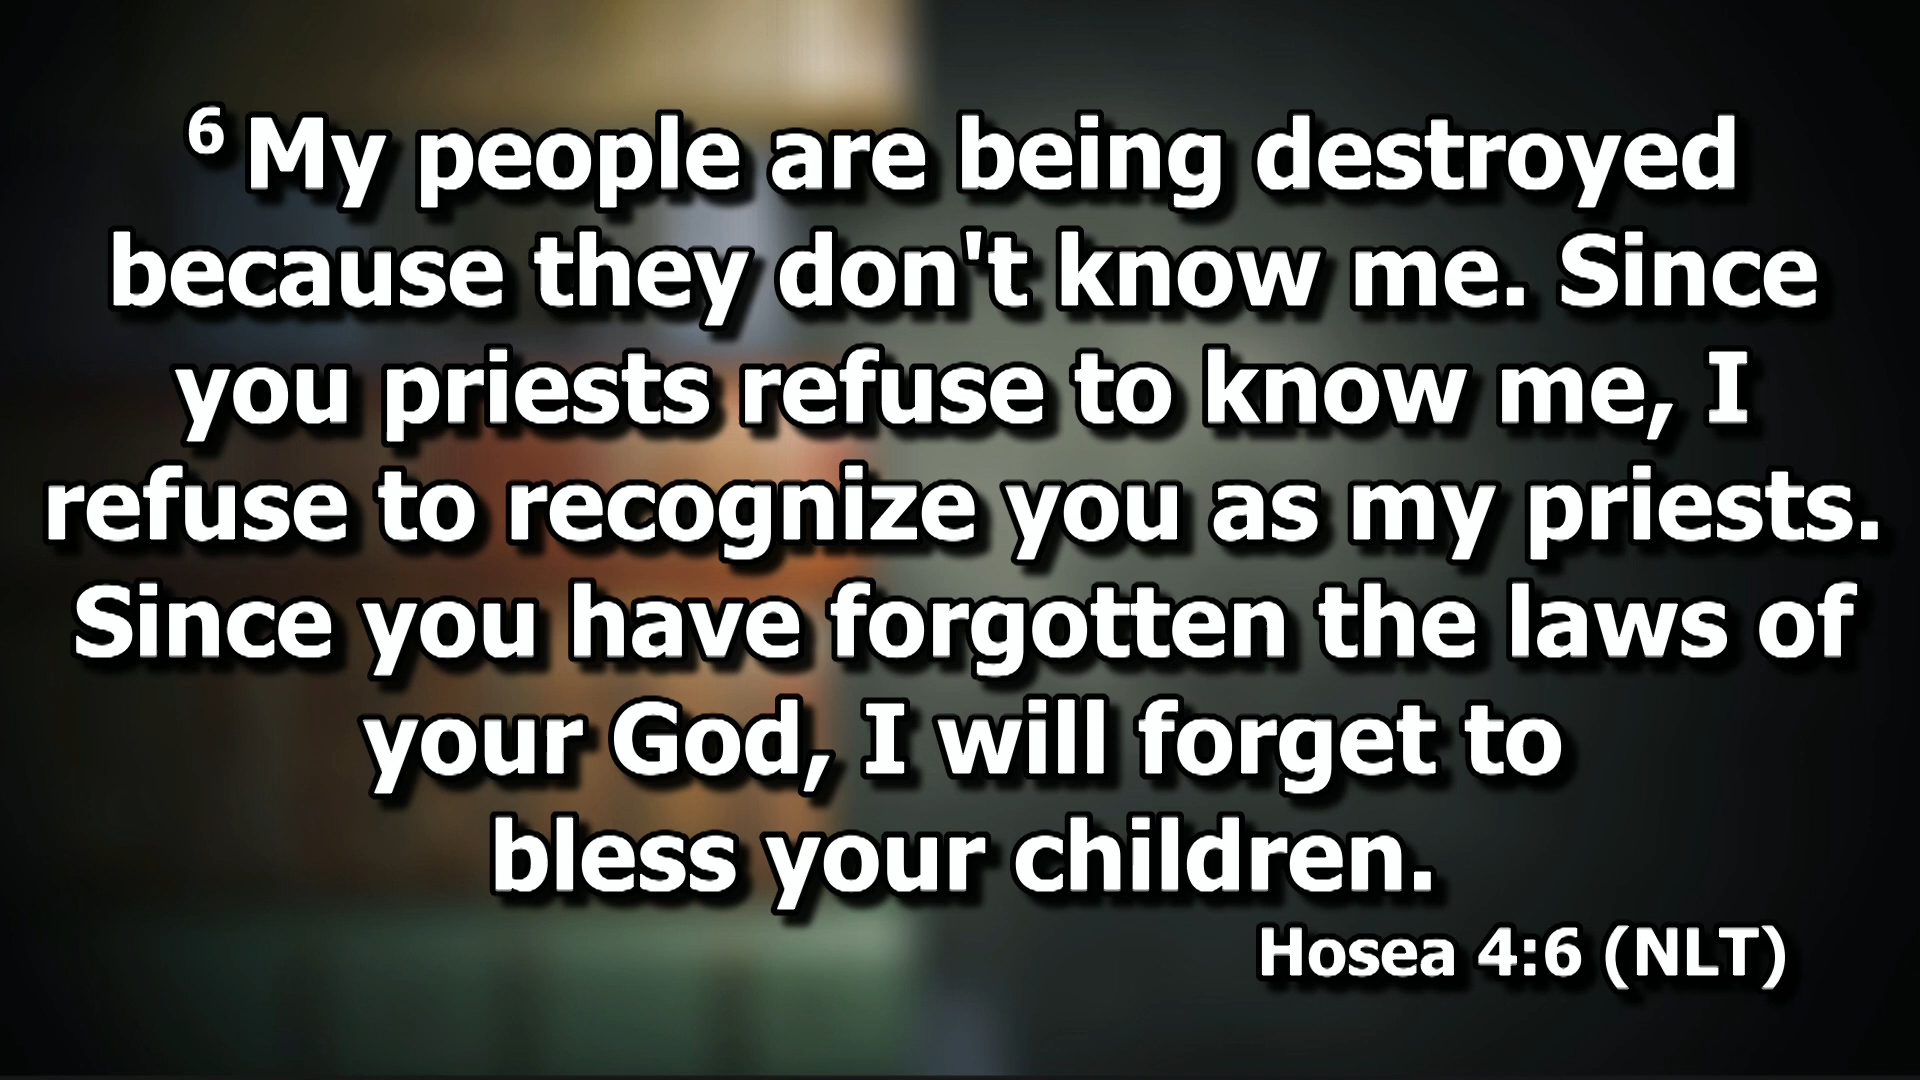 6 My people are being destroyed
because they don't know me. Since
you priests refuse to know me, I
refuse to recognize you as my priests.
Since you have forgotten the laws of
your God, I will forget to
bless your children.
Hosea 4:6 (NLT)